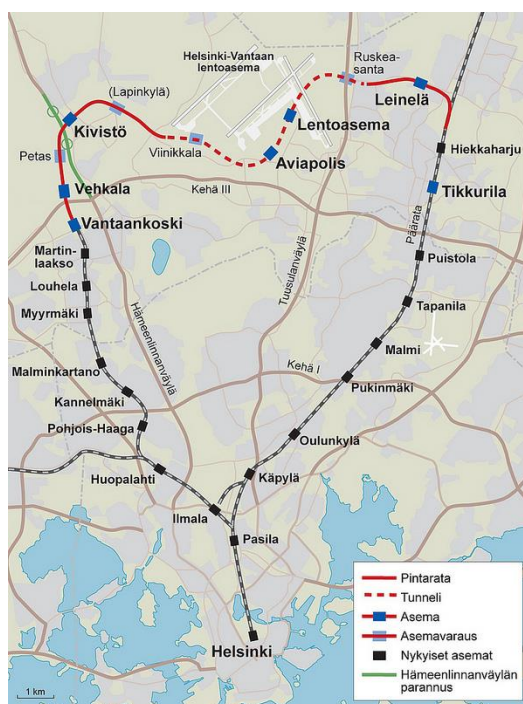 Helsinki-Vantaan
lentoasema
Ruskea-
santa
(Lapinkylä)
Leinelä
Kivistö
Lentoasema
Petas
Viinikkala
Hiekkaharju
Aviapolis
Vehkala
Kehä III
Tikkurila
Vantaankoski
Päärata
Martin-
laakso
Puistola
Louhela
Tuusulanväylä
Hämeenlinnanväylä
Myyrmäki
Tapanila
Malmi
Malminkartano
Kehä I
Pukinmäki
Kannelmäki
Pohjois-Haaga
Oulunkylä
Huopalahti
Käpylä
Ilmala
Pasila
Helsinki
Pintarata
Tunneli
Asema
Asemavaraus
Nykyiset asemat
Hämeenlinnanväylän
parannus
1 km